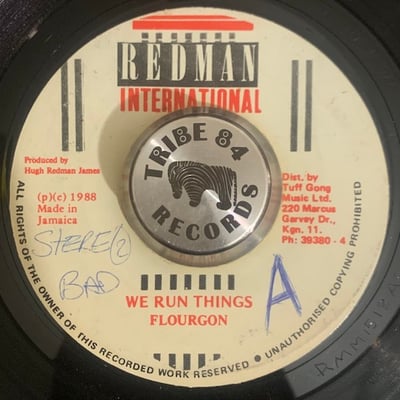 REDMAN
INTERNATIONAL
TRIBE 84
RECORDS
Produced by
Hugh Redman James
(p)(c) 1988
Made in
Jamaica
Dist. by
Tuff Gong
Music Ltd.
220 Marcus
Garvey Dr.,
Kgn. 11.
Ph: 39380 - 4
BAD
A
WE RUN THINGS
FLOURGON
ALL RIGHTS OF THE OWNER OF THIS RECORDED WORK RESERVED • UNAUTHORISED COPYING PROHIBITED